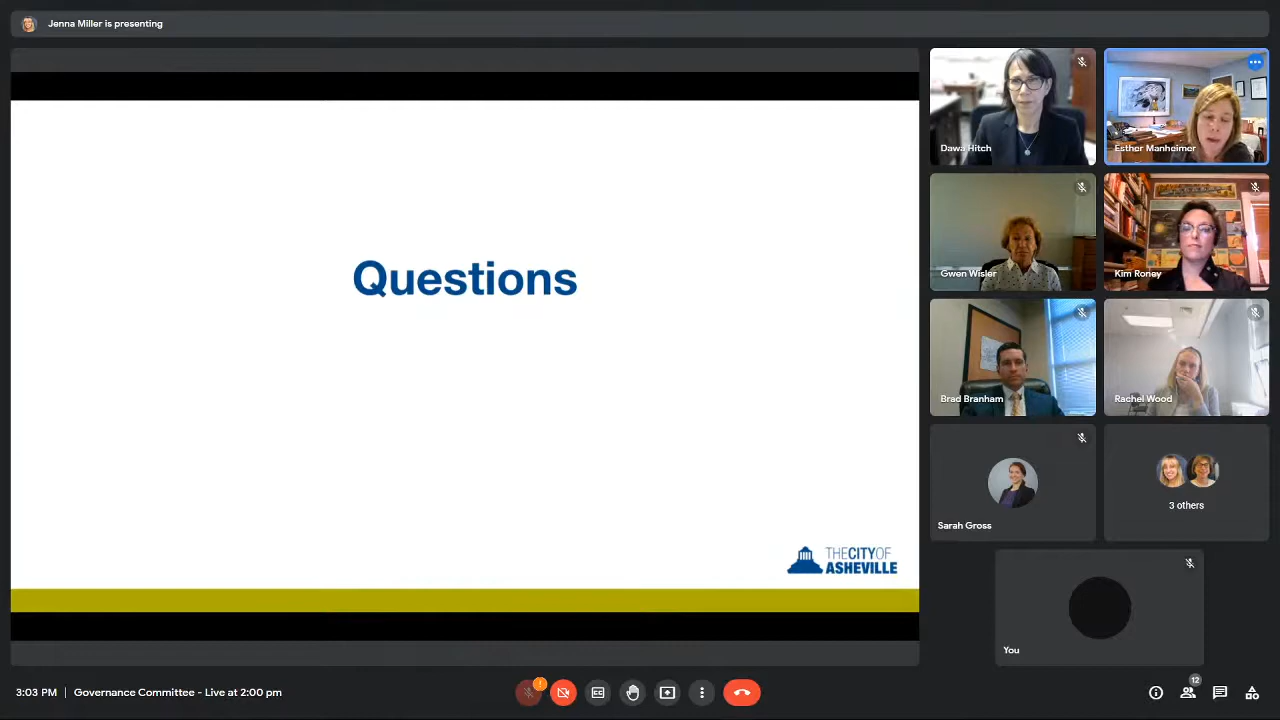 Jenna Miller is presenting
Questions
THE CITY OF
ASHEVILLE
Dawa Hitch
Esther Manheimer
Gwen Wisler
Kim Roney
Brad Branham
Rachel Wood
Sarah Gross
3 others
You
3:03 PM | Governance Committee - Live at 2:00 pm
!
CC
12